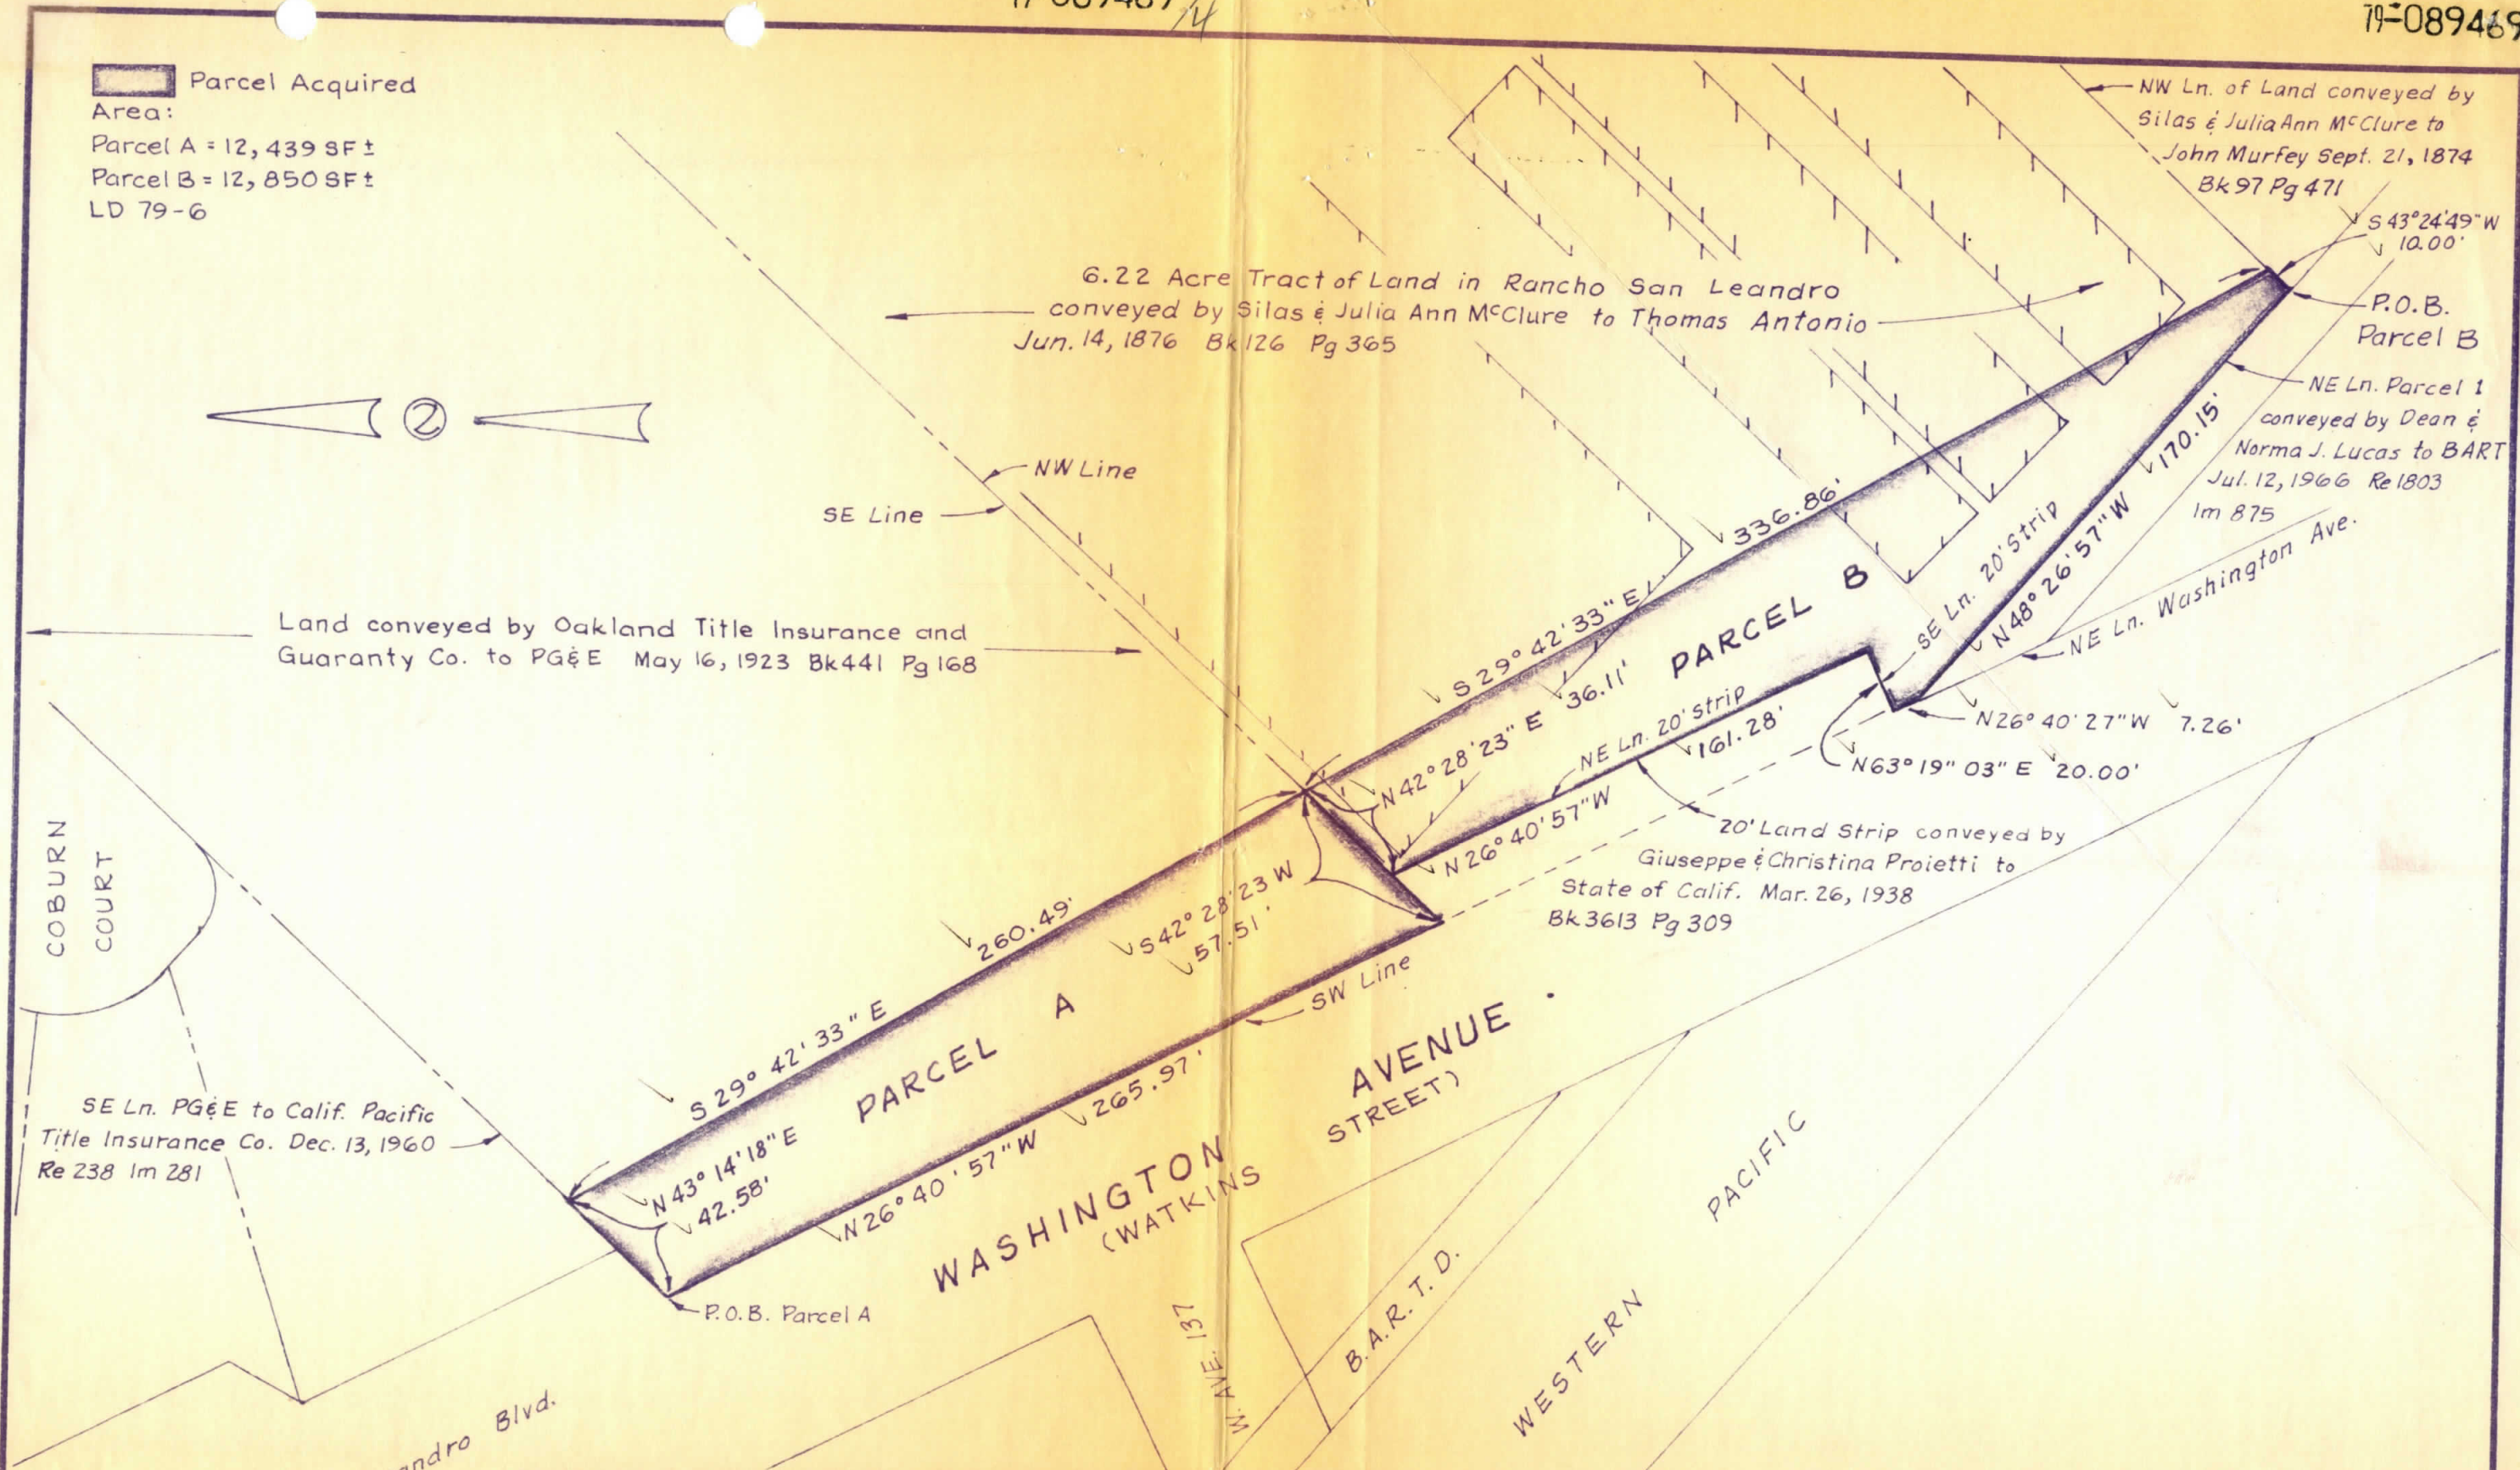 79-089469
Parcel Acquired
Area:
Parcel A = 12,439 SF ±
Parcel B = 12,850 SF ±
LD 79-6
NW Ln. of Land conveyed by
Silas & Julia Ann McClure to
John Murfey Sept. 21, 1874
Bk 97 Pg 471
S 43° 24' 49" W
10.00'
P.O.B.
Parcel B
NE Ln. Parcel 1
conveyed by Dean &
Norma J. Lucas to BART
Jul. 12, 1966 Re 1803
Im 875
6.22 Acre Tract of Land in Rancho San Leandro
conveyed by Silas & Julia Ann McClure to Thomas Antonio
Jun. 14, 1876 Bk 126 Pg 365
NW Line
SE Line
Land conveyed by Oakland Title Insurance and
Guaranty Co. to PG&E May 16, 1923 Bk 441 Pg 168
S 29° 42' 33" E
336.86'
PARCEL B
N 42° 28' 23" E 36.11'
NE Ln. 20' Strip
N 26° 40' 57" W
161.28'
SE Ln. 20' Strip
N 48° 26' 57" W 170.15'
NE Ln. Washington Ave.
N 26° 40' 27" W 7.26'
N 63° 19" 03" E 20.00'
20' Land Strip conveyed by
Giuseppe & Christina Proietti to
State of Calif. Mar. 26, 1938
Bk 3613 Pg 309
COBURN
COURT
SE Ln. PG&E to Calif. Pacific
Title Insurance Co. Dec. 13, 1960
Re 238 Im 281
S 29° 42' 33" E
260.49'
S 42° 28' 23 W
57.51'
PARCEL A
N 43° 14' 18" E
42.58'
N 26° 40' 57" W
265.97'
SW Line
P.O.B. Parcel A
WASHINGTON AVENUE
(WATKINS STREET)
W. AVE. 137
B.A.R.T.D.
WESTERN PACIFIC
Blvd.